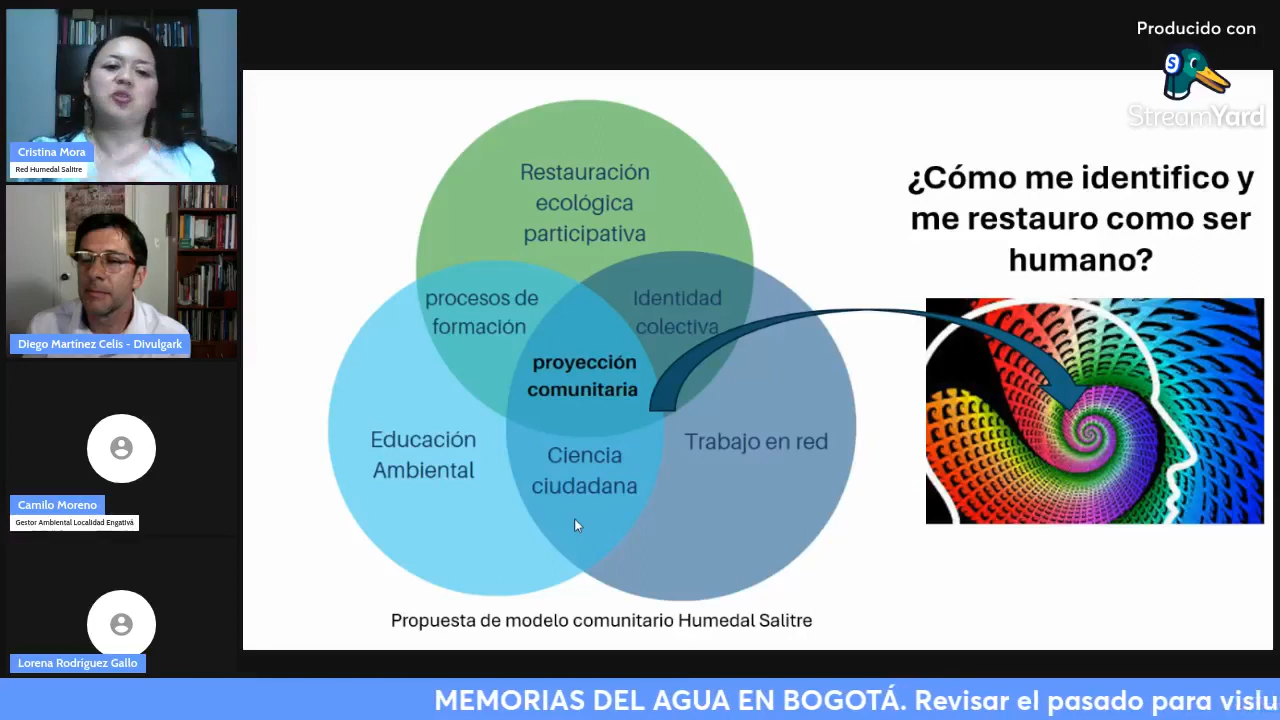 Cristina Mora
Red Humedal Salitre
Diego Martínez Celis - Divulgark
Camilo Moreno
Gestor Ambiental Localidad Engativá
Lorena Rodríguez Gallo
Producido con
StreamYard
Restauración
ecológica
participativa
procesos de
formación
Identidad
colectiva
proyección
comunitaria
Educación
Ambiental
Ciencia
ciudadana
Trabajo en red
Propuesta de modelo comunitario Humedal Salitre
¿Cómo me identifico y
me restauro como ser
humano?
MEMORIAS DEL AGUA EN BOGOTÁ. Revisar el pasado para vislu